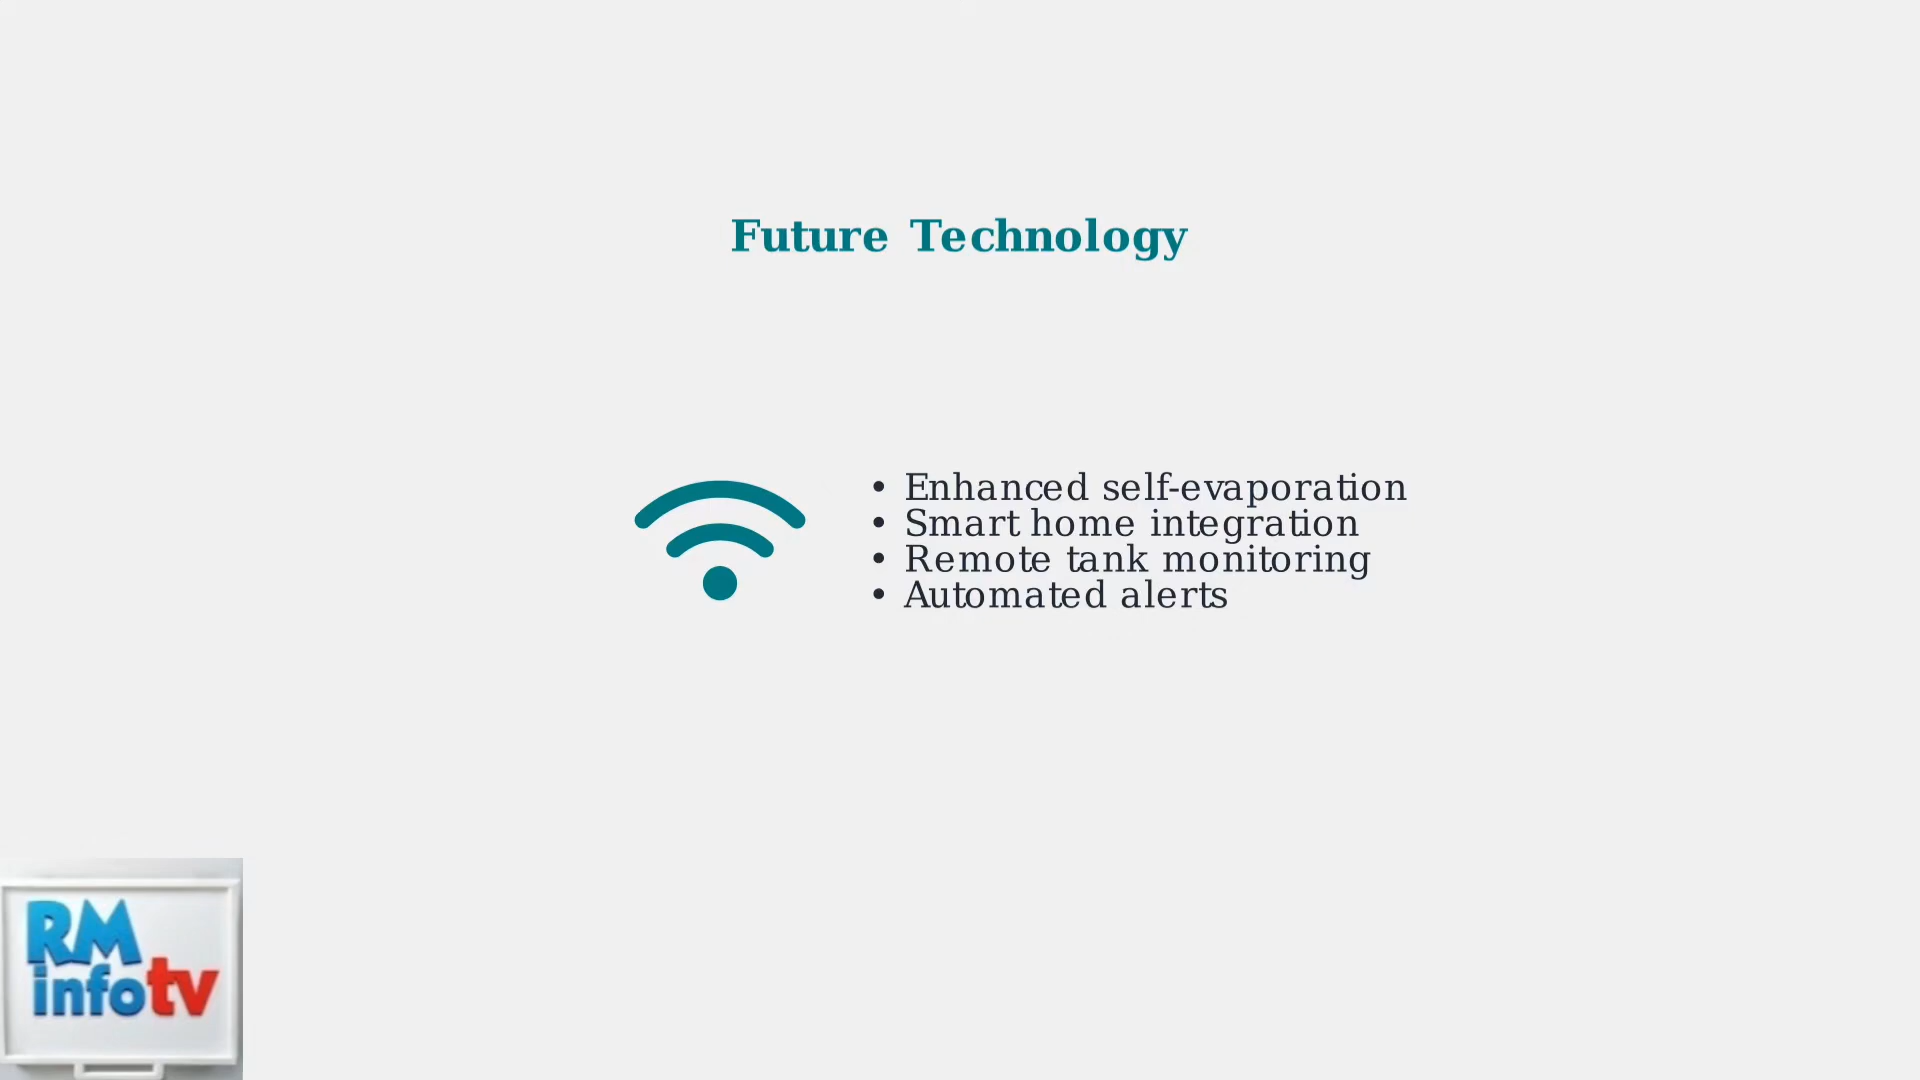 Future Technology
• Enhanced self-evaporation
• Smart home integration
• Remote tank monitoring
• Automated alerts
RM
infotv